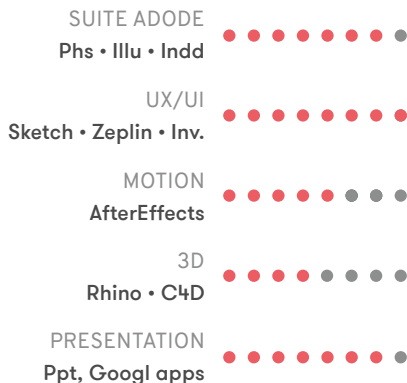 SUITE ADODE
Phs • Illu • Indd
UX/UI
Sketch • Zeplin • Inv.
MOTION
AfterEffects
3D
Rhino • C4D
PRESENTATION
Ppt, Googl apps